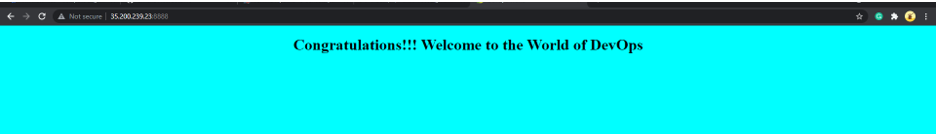 Not secure | 35.200.239.23:8888
Congratulations!!! Welcome to the World of DevOps